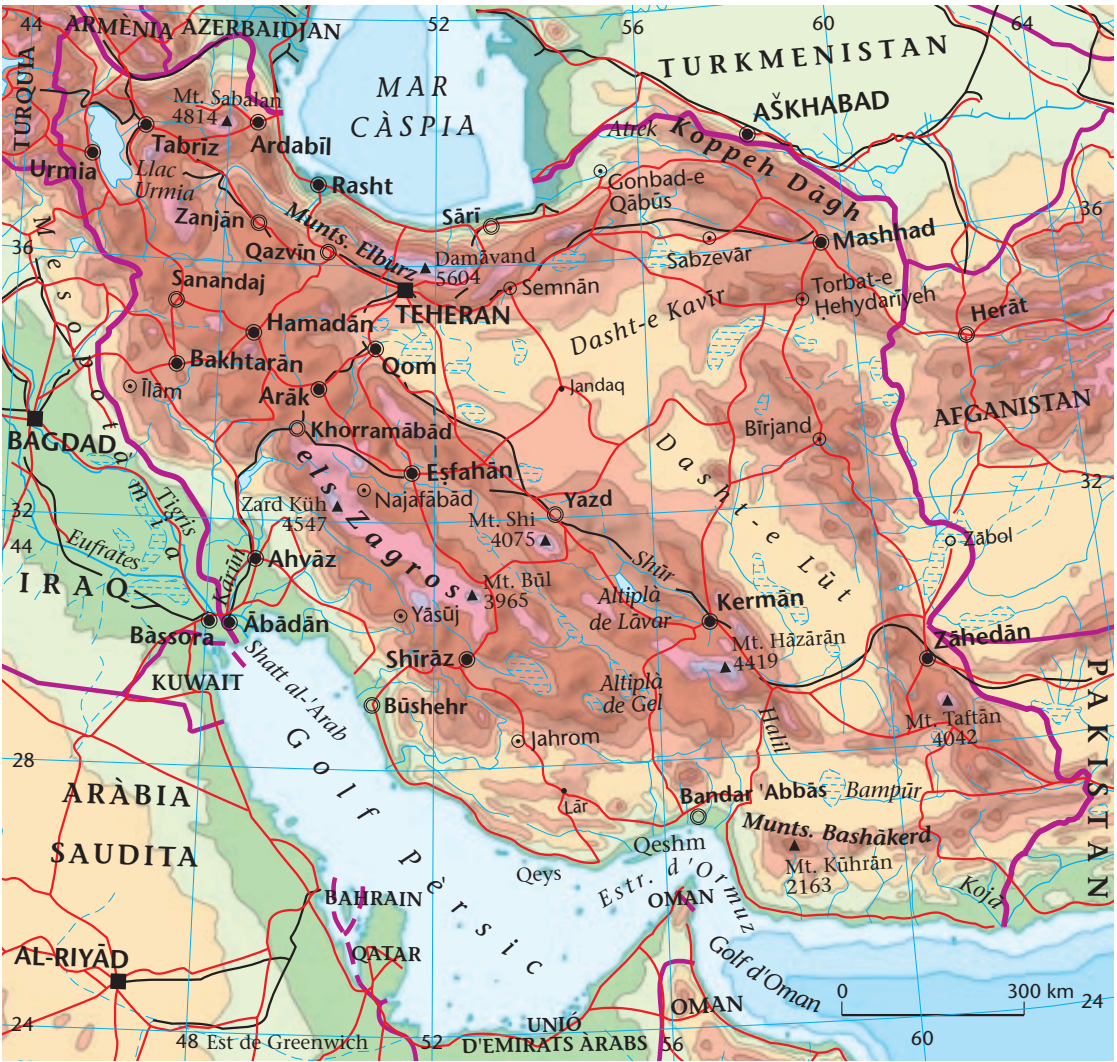 44
52
56
60
64
ARMÈNIA
AZERBAIDJAN
TURQUIA
MAR
CÀSPIA
TURKMENISTAN
AŠKHABAD
Mt. Sabalan
4814
Tabrīz
Ardabīl
Urmia
Llac
Urmia
Rasht
Atrek
Koppeh Dāgh
Gonbad-e
Qābūs
Zanjān
Munts. Elburz
Sārī
36
36
Mashhad
Qazvīn
Damāvand
5604
Sabzevār
Mesopotàmia
Sanandaj
Semnān
Torbat-e
Hehydarīyeh
TEHERAN
Herāt
Hamadān
Dasht-e Kavīr
Bakhtarān
Qom
Īlām
Arāk
Jandaq
AFGANISTAN
BAGDAD
Khorramābād
Bīrjand
Eşfahān
els Zagros
Najafābād
Dasht-e Lūt
32
32
Zard Kūh
4547
Yazd
Mt. Shi
4075
Tigris
44
Eufrates
Zābol
Ahvāz
Shūr
IRAQ
Kārūn
Mt. Būl
3965
Altiplà
de Lāvar
Kermān
Yāsūj
Bàssora
Ābādān
Zāhedān
Mt. Hāzārān
4419
Shīrāz
Shatt al-'Arab
KUWAIT
PAKISTAN
Altiplà
de Gel
Būshehr
Halil
Mt. Taftān
4042
Jahrom
28
Golf Pèrsic
ARÀBIA
SAUDITA
Lār
Bandar 'Abbās
Bampūr
Munts. Bashākerd
Qeshm
Mt. Kūhrān
2163
Qeys
Estr. d'Ormuz
Kojā
BAHRAIN
OMAN
AL-RIYĀD
QATAR
Golf d'Oman
0
300 km
24
OMAN
24
UNIÓ
D'EMIRATS ÀRABS
48 Est de Greenwich
52
56
60